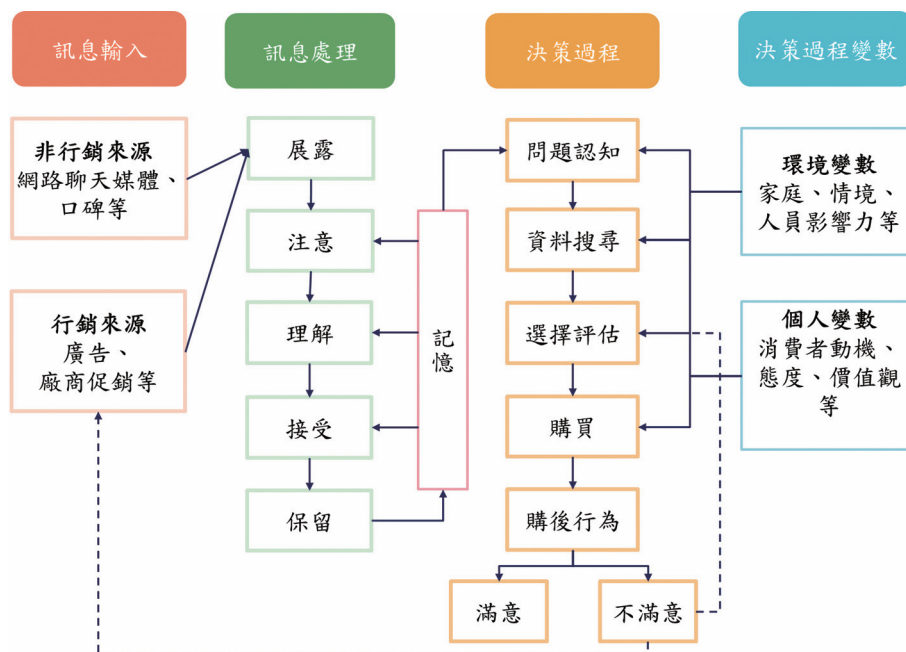 訊息輸入
訊息處理
決策過程
決策過程變數
非行銷來源
網路聊天媒體、
口碑等
行銷來源
廣告、
廠商促銷等
展露
注意
理解
接受
保留
記憶
問題認知
資料搜尋
選擇評估
購買
購後行為
滿意
不滿意
環境變數
家庭、情境、
人員影響力等
個人變數
消費者動機、
態度、價值觀
等